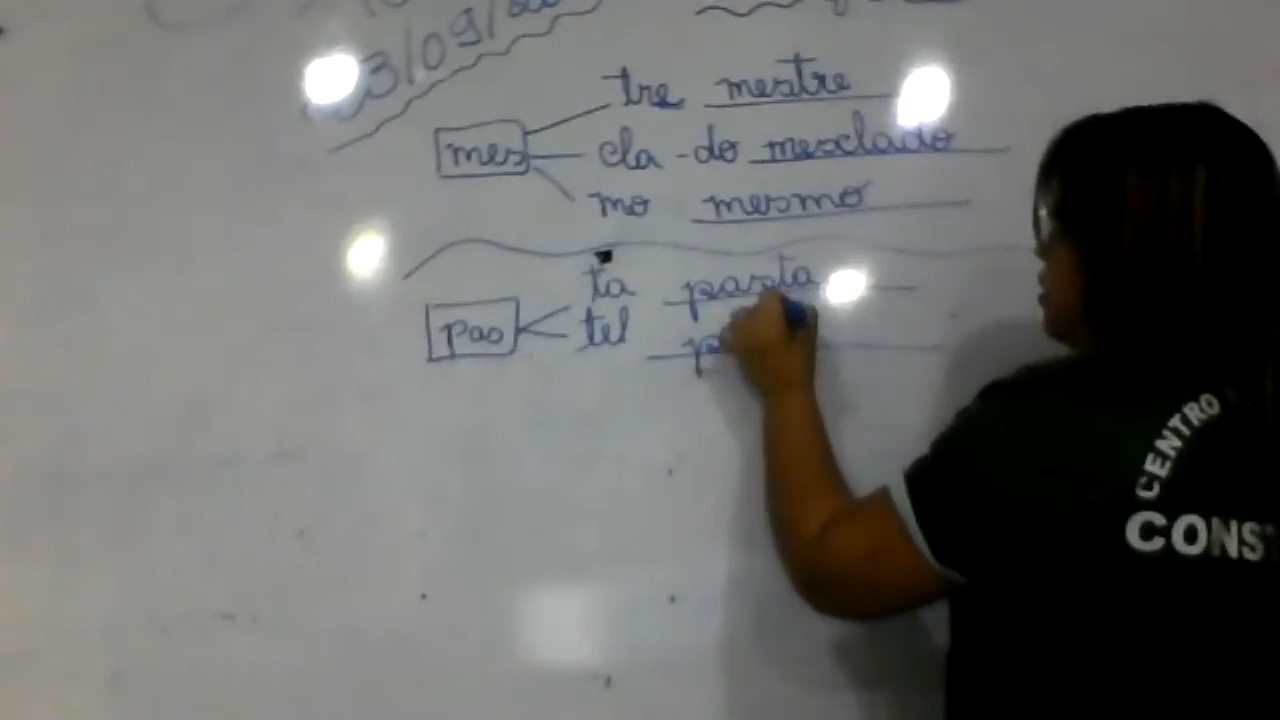 3/09/
tre mestre
mes cla-do mesclado
mo mesmo
ta pasta
pas tel p
CENTRO
CONS